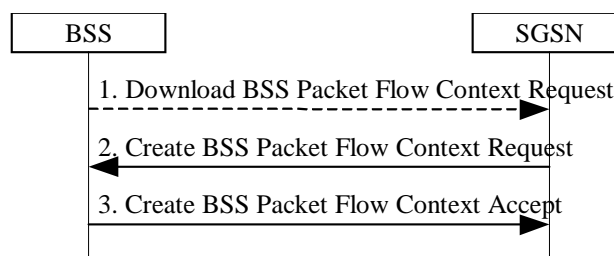 BSS
SGSN
1. Download BSS Packet Flow Context Request
2. Create BSS Packet Flow Context Request
3. Create BSS Packet Flow Context Accept